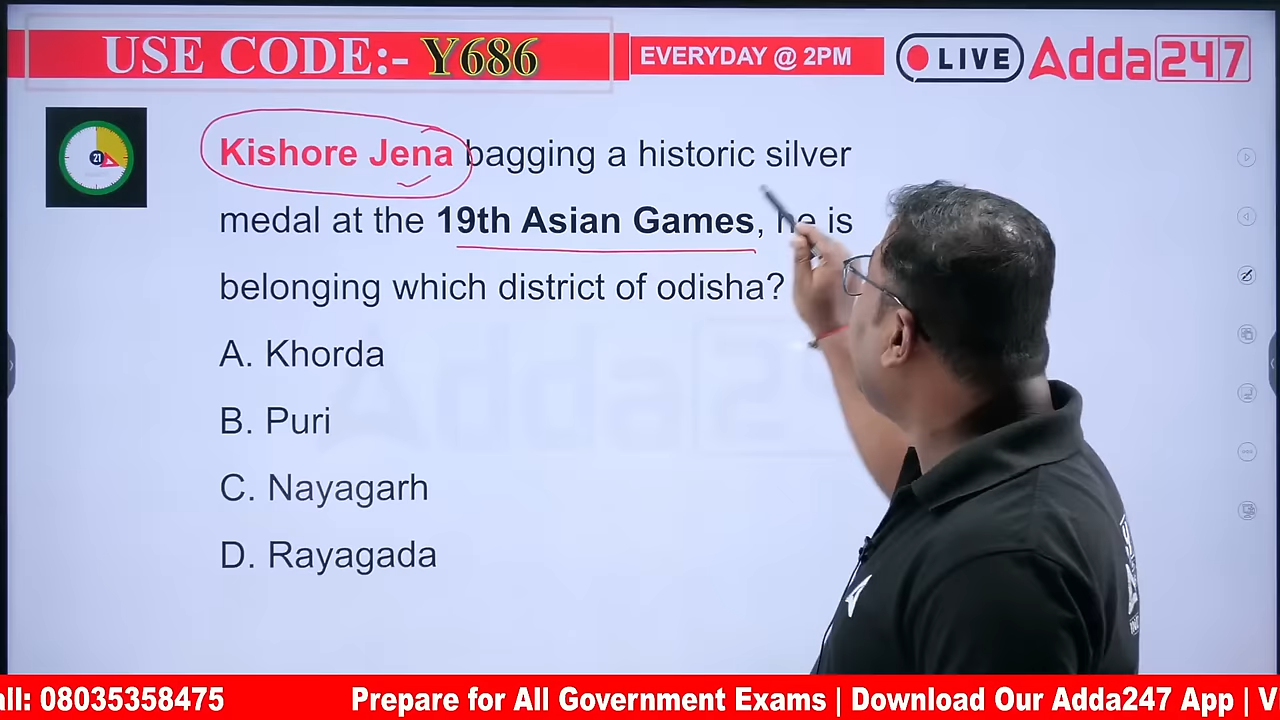 USE CODE:- Y686
EVERYDAY @ 2PM
LIVE
Adda247
21
Kishore Jena bagging a historic silver
medal at the 19th Asian Games, he is
belonging which district of odisha?
A. Khorda
B. Puri
C. Nayagarh
D. Rayagada
all: 08035358475 Prepare for All Government Exams | Download Our Adda247 App | V